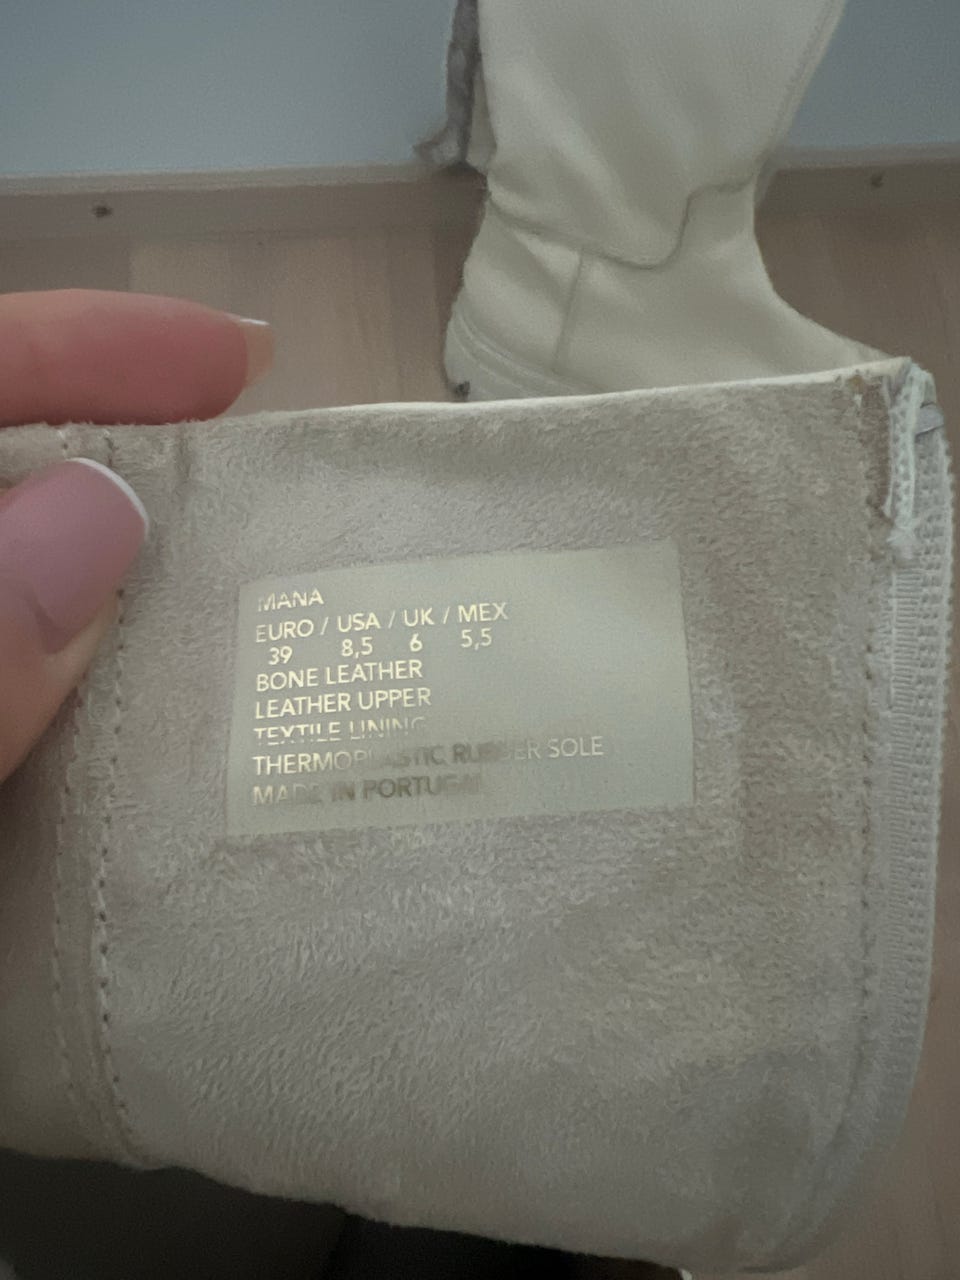 MANA
EURO / USA / UK / MEX
39 8,5 6 5,5
BONE LEATHER
LEATHER UPPER
TEXTILE LINING
THERMOPLASTIC RUBBER SOLE
MADE IN PORTUGAL